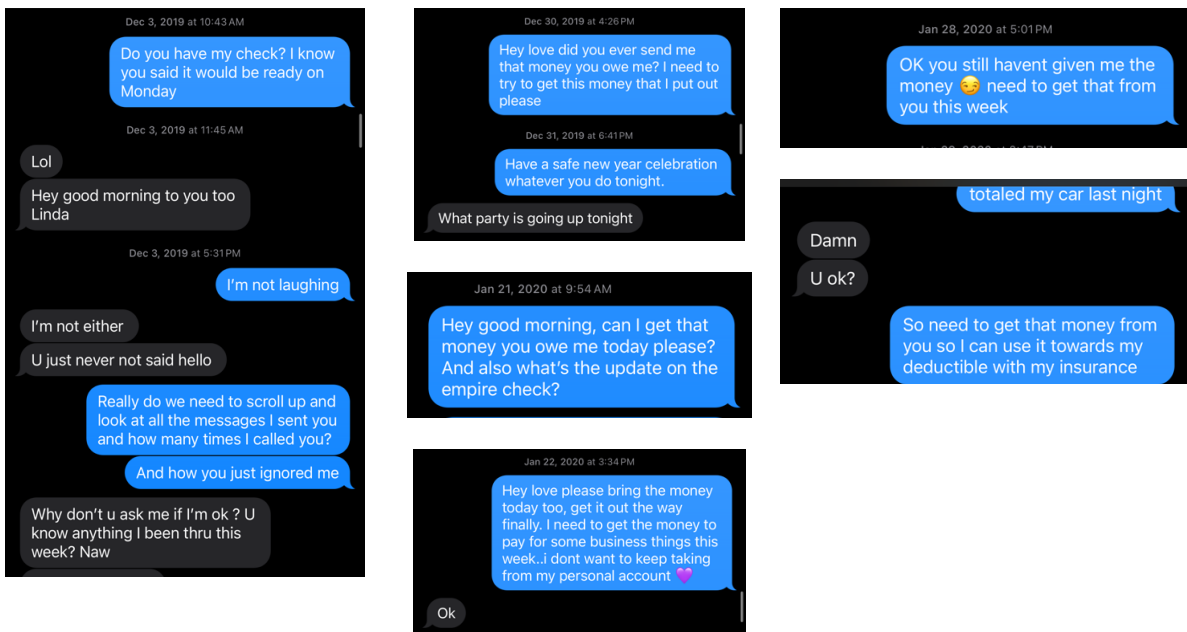 Dec 3, 2019 at 10:43 AM
Do you have my check? I know
you said it would be ready on
Monday
Dec 3, 2019 at 11:45 AM
Lol
Hey good morning to you too
Linda
Dec 3, 2019 at 5:31 PM
I'm not laughing
I'm not either
U just never not said hello
Really do we need to scroll up and
look at all the messages I sent you
and how many times I called you?
And how you just ignored me
Why don't u ask me if I'm ok ? U
know anything I been thru this
week? Naw
Dec 30, 2019 at 4:26 PM
Hey love did you ever send me
that money you owe me? I need to
try to get this money that I put out
please
Dec 31, 2019 at 6:41 PM
Have a safe new year celebration
whatever you do tonight.
What party is going up tonight
Jan 21, 2020 at 9:54 AM
Hey good morning, can I get that
money you owe me today please?
And also what's the update on the
empire check?
Jan 22, 2020 at 3:34 PM
Hey love please bring the money
today too, get it out the way
finally. I need to get the money to
pay for some business things this
week..i dont want to keep taking
from my personal account 💜
Ok
Jan 28, 2020 at 5:01 PM
OK you still havent given me the
money 😏 need to get that from
you this week
totaled my car last night
Damn
U ok?
So need to get that money from
you so I can use it towards my
deductible with my insurance